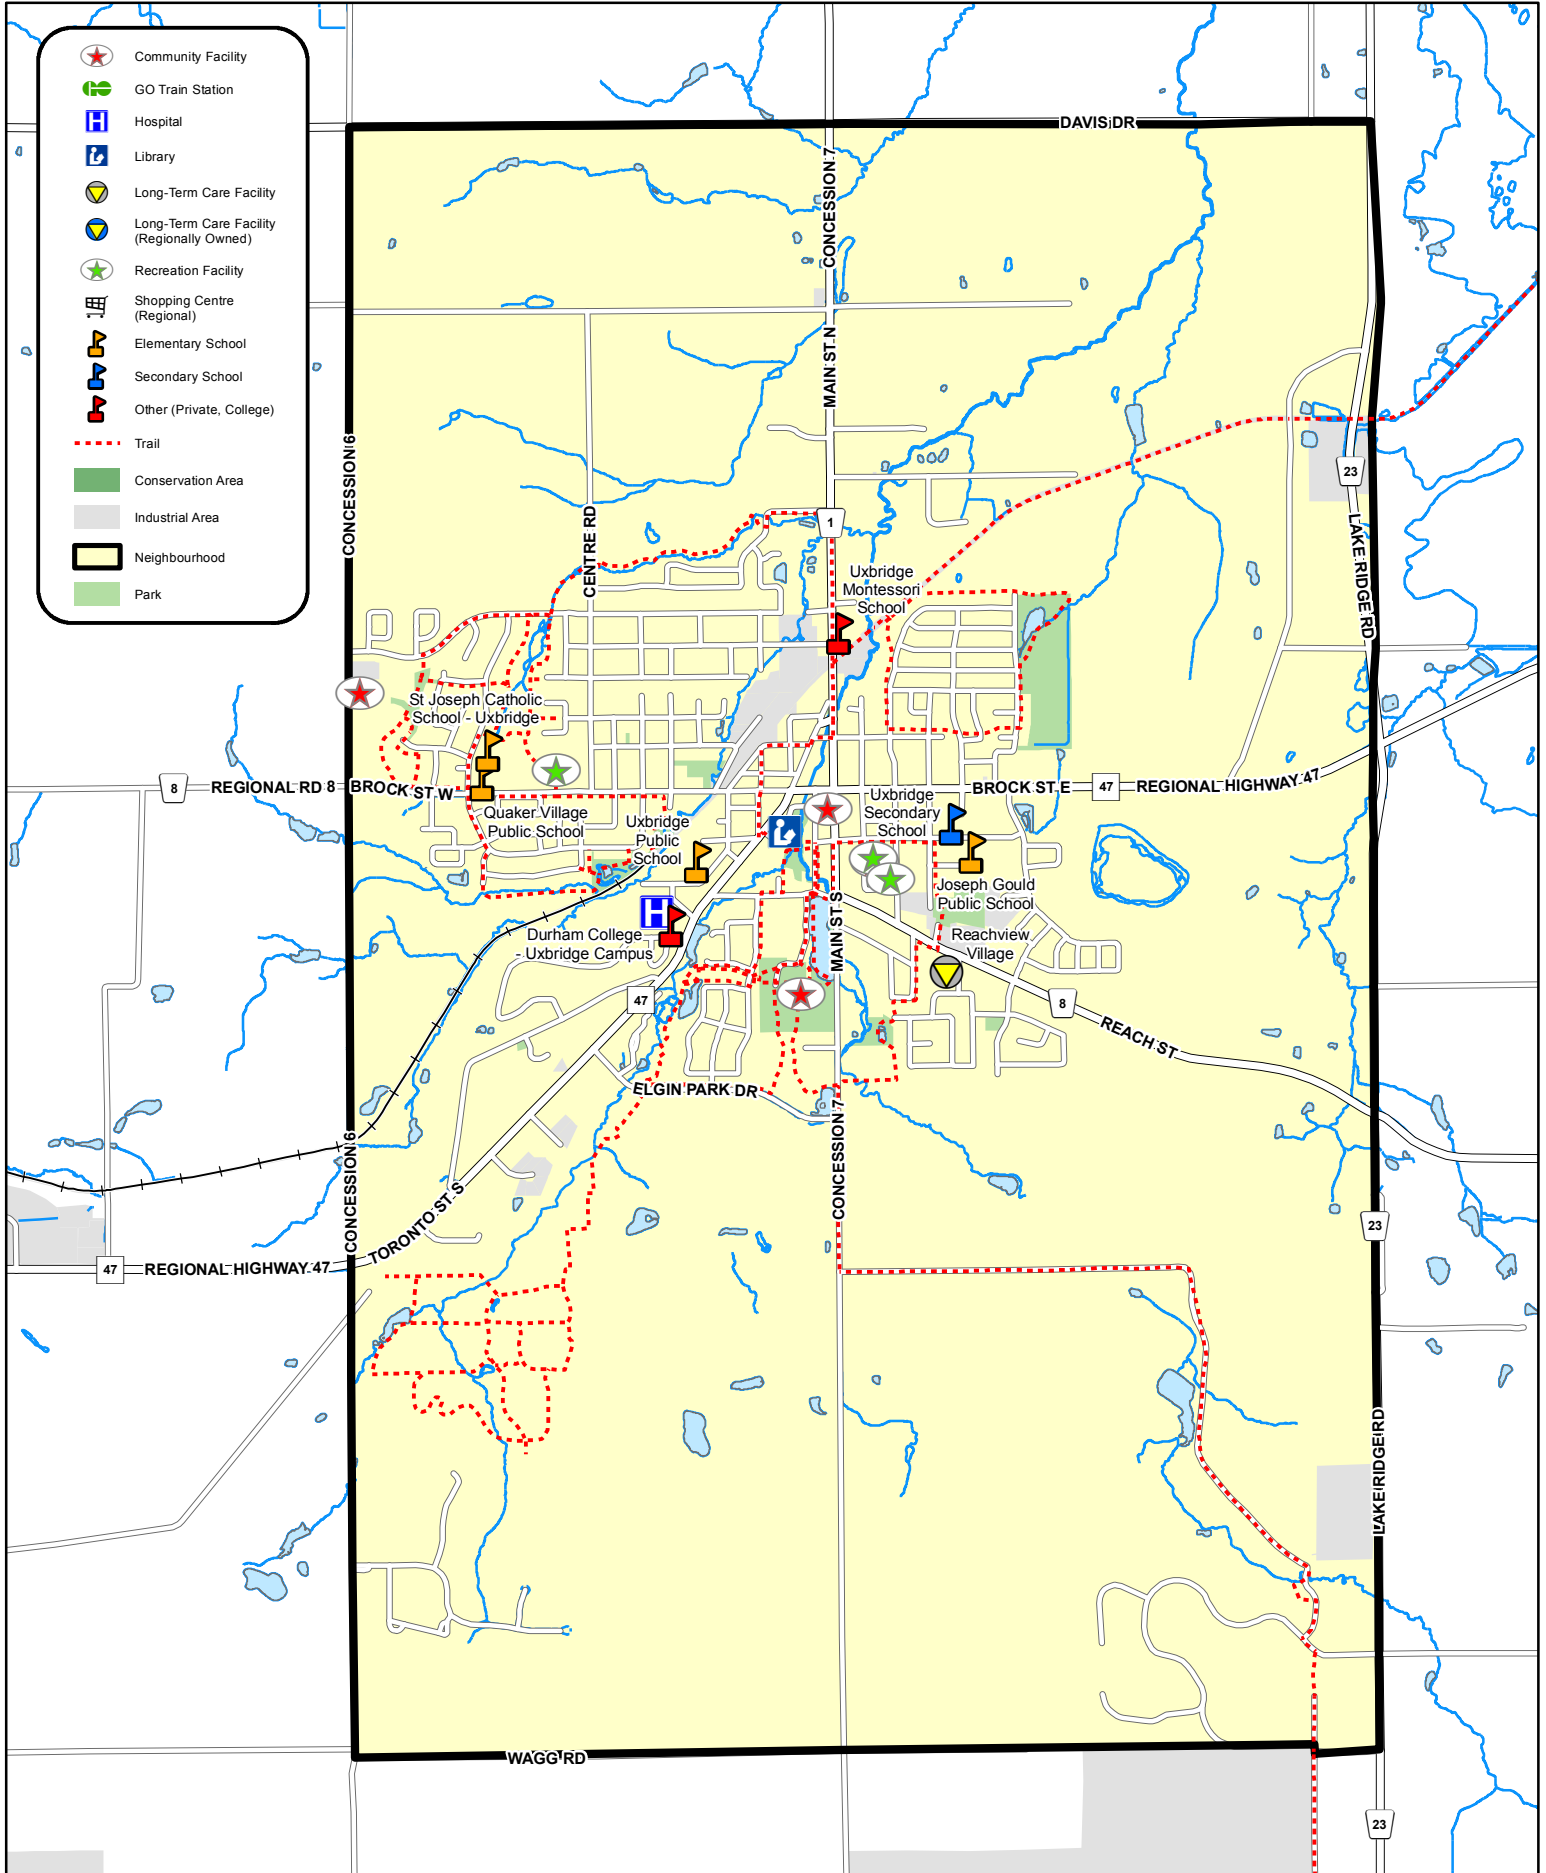 Community Facility
GO Train Station
Hospital
Library
Long-Term Care Facility
Long-Term Care Facility
(Regionally Owned)
Recreation Facility
Shopping Centre
(Regional)
Elementary School
Secondary School
Other (Private, College)
Trail
Conservation Area
Industrial Area
Neighbourhood
Park
DAVIS DR
CONCESSION 7
MAIN ST N
CONCESSION 6
CENTRE RD
23
LAKE RIDGE RD
1
Uxbridge
Montessori
School
St Joseph Catholic
School - Uxbridge
8
REGIONAL RD 8
BROCK ST W
BROCK ST E
47
REGIONAL HIGHWAY 47
Quaker Village
Public School
Uxbridge
Public
School
Uxbridge
Secondary
School
Joseph Gould
Public School
H
Durham College
- Uxbridge Campus
MAIN ST S
Reachview
Village
47
8
REACH ST
ELGIN PARK DR
CONCESSION 7
CONCESSION 6
TORONTO ST S
47
REGIONAL HIGHWAY 47
23
LAKE RIDGE RD
WAGG RD
23